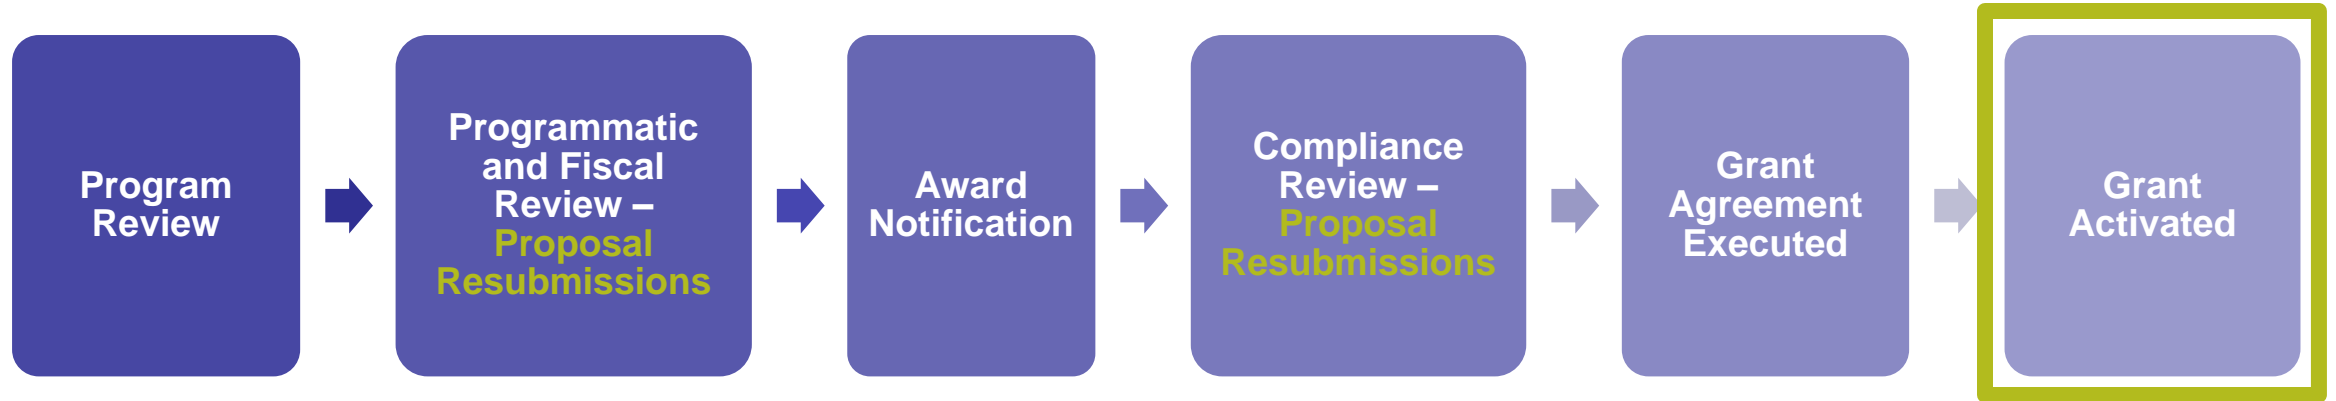 Program
Review
Programmatic
and Fiscal
Review –
Proposal
Resubmissions
Award
Notification
Compliance
Review –
Proposal
Resubmissions
Grant
Agreement
Executed
Grant
Activated